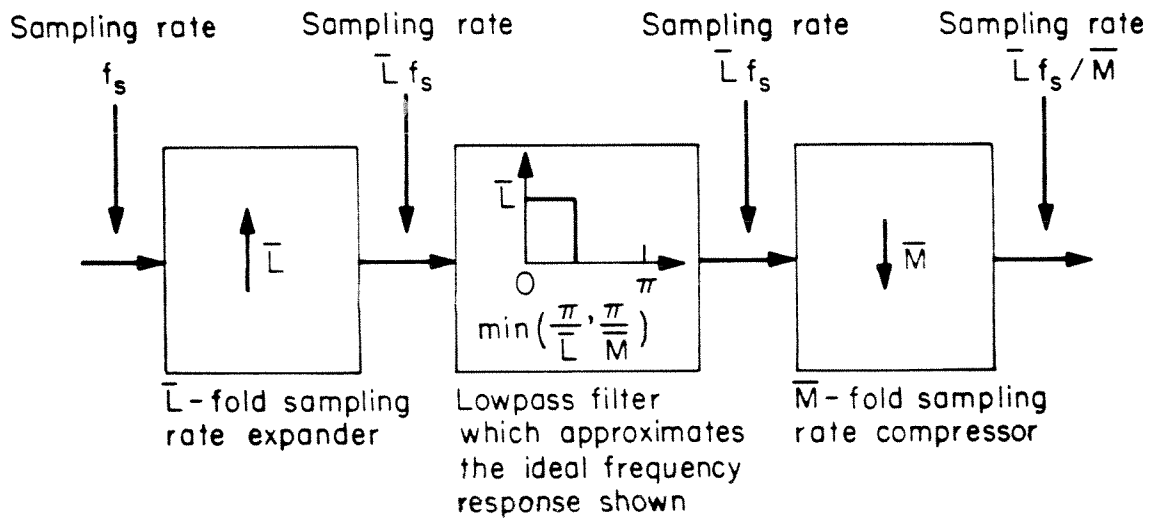 Sampling rate
f_s
Sampling rate
L̅ f_s
Sampling rate
L̅ f_s
Sampling rate
L̅ f_s / M̅
↑ L̅
L̅
O
π
min(π/L̅, π/M̅)
↓ M̅
L̅-fold sampling
rate expander
Lowpass filter
which approximates
the ideal frequency
response shown
M̅-fold sampling
rate compressor